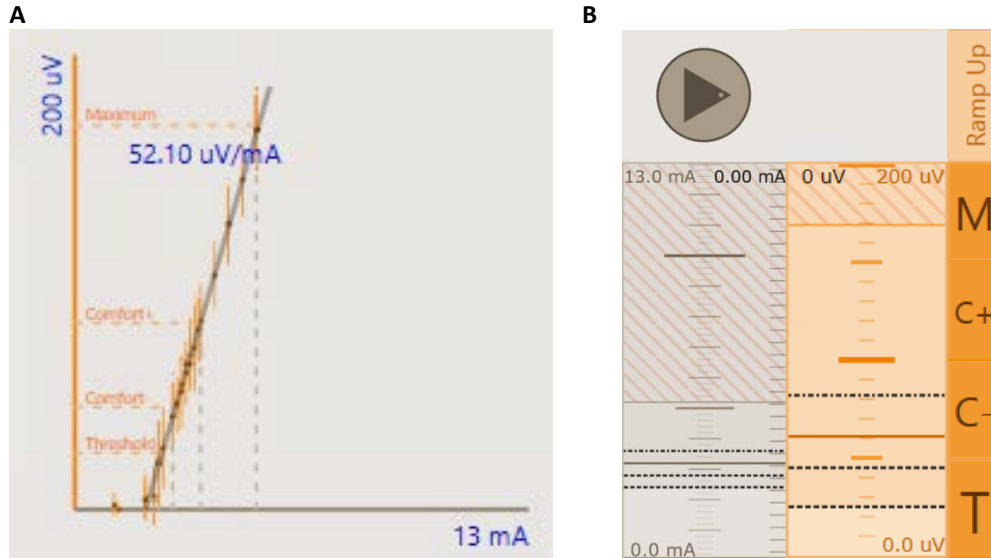 A
200 uV
Maximum
52.10 uV/mA
Comfort+
Comfort-
Threshold
13 mA
B
Ramp Up
13.0 mA 0.00 mA 0 uV 200 uV
M
C+
C-
T
0.0 mA 0.0 uV